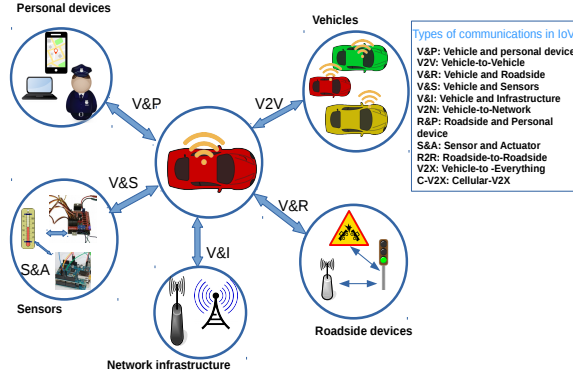 Personal devices
Vehicles
Types of communications in IoV
V&P: Vehicle and personal device
V2V: Vehicle-to-Vehicle
V&R: Vehicle and Roadside
V&S: Vehicle and Sensors
V&I: Vehicle and Infrastructure
V2N: Vehicle-to-Network
R&P: Roadside and Personal
device
S&A: Sensor and Actuator
R2R: Roadside-to-Roadside
V2X: Vehicle-to -Everything
C-V2X: Cellular-V2X
V&P
V2V
V&S
V&R
V&I
S&A
Sensors
Roadside devices
Network infrastructure